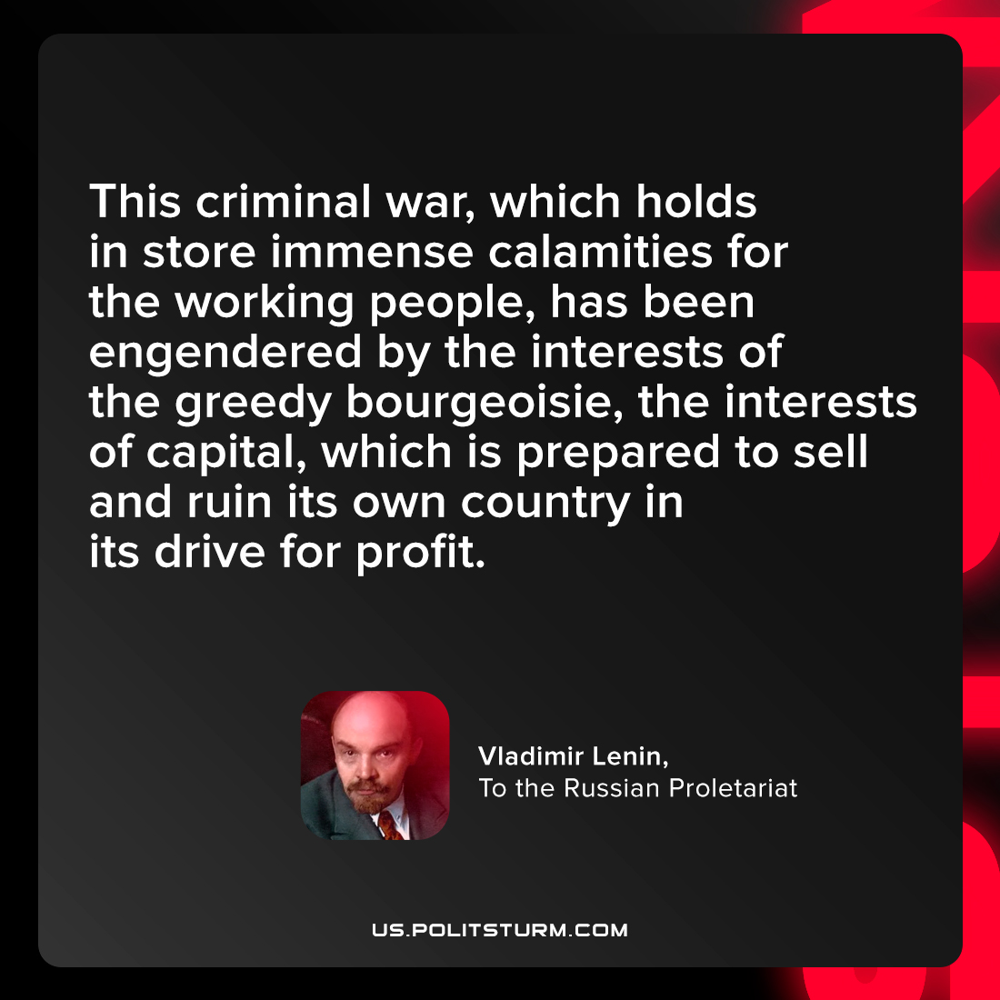 This criminal war, which holds
in store immense calamities for
the working people, has been
engendered by the interests of
the greedy bourgeoisie, the interests
of capital, which is prepared to sell
and ruin its own country in
its drive for profit.
Vladimir Lenin,
To the Russian Proletariat
US.POLITSTURM.COM